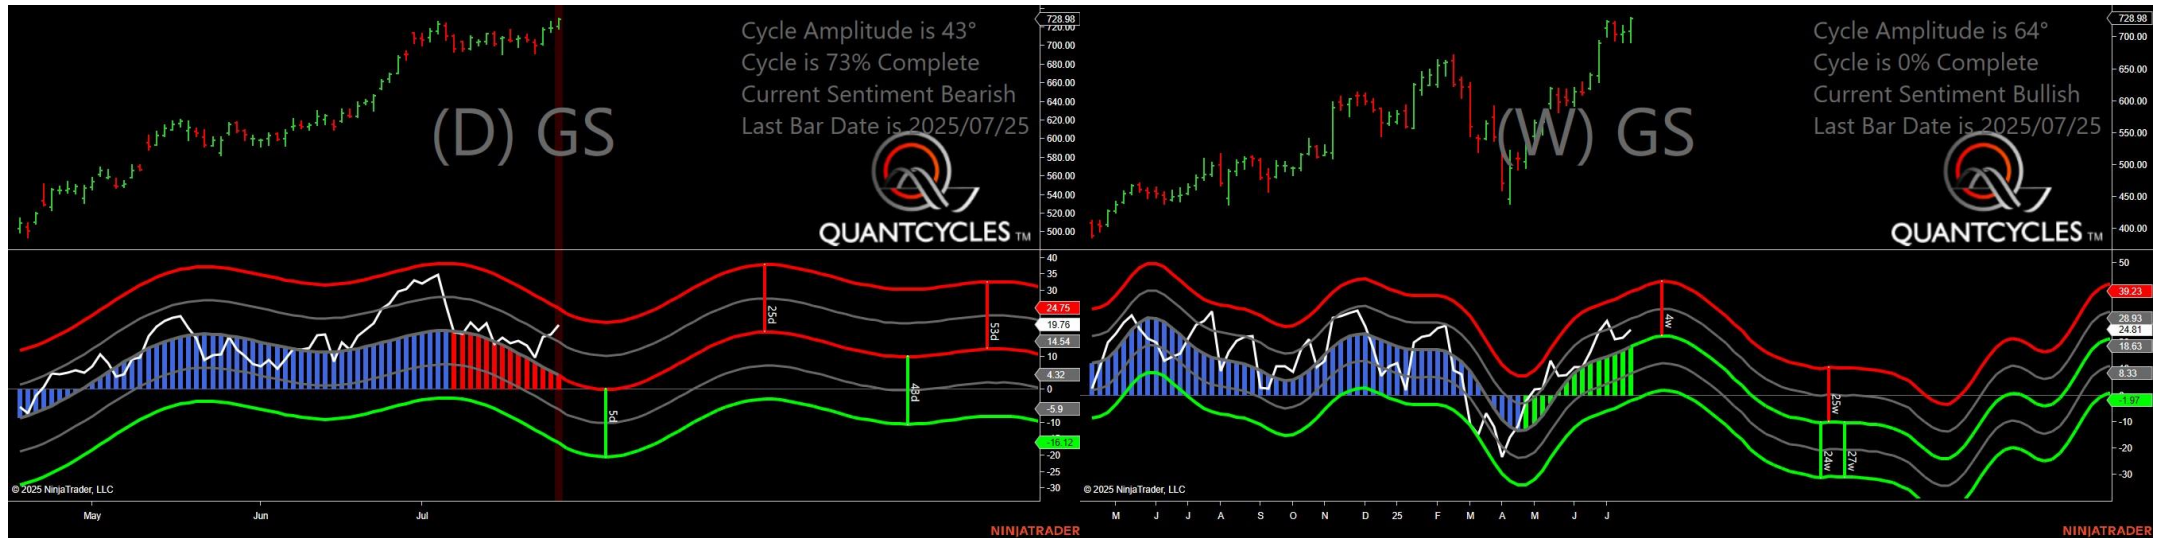 Cycle Amplitude is 43°
Cycle is 73% Complete
Current Sentiment Bearish
Last Bar Date is 2025/07/25
(D) GS
QUANTCYCLES TM
728.98
720.00
700.00
680.00
660.00
640.00
620.00
600.00
580.00
560.00
540.00
520.00
500.00
40
35
30
24.75
19.76
14.54
10
4.32
0
-5.9
-10
-16.12
-20
-25
-30
25d
53d
5d
43d
© 2025 NinjaTrader, LLC
May Jun Jul
NINJATRADER
Cycle Amplitude is 64°
Cycle is 0% Complete
Current Sentiment Bullish
Last Bar Date is 2025/07/25
(W) GS
QUANTCYCLES TM
728.98
700.00
650.00
600.00
550.00
500.00
450.00
400.00
50
39.23
28.93
24.81
18.63
8.33
-1.97
-10
-20
-30
4w
25w
24w
27w
© 2025 NinjaTrader, LLC
M J J A S O N D 25 F M A M J J
NINJATRADER